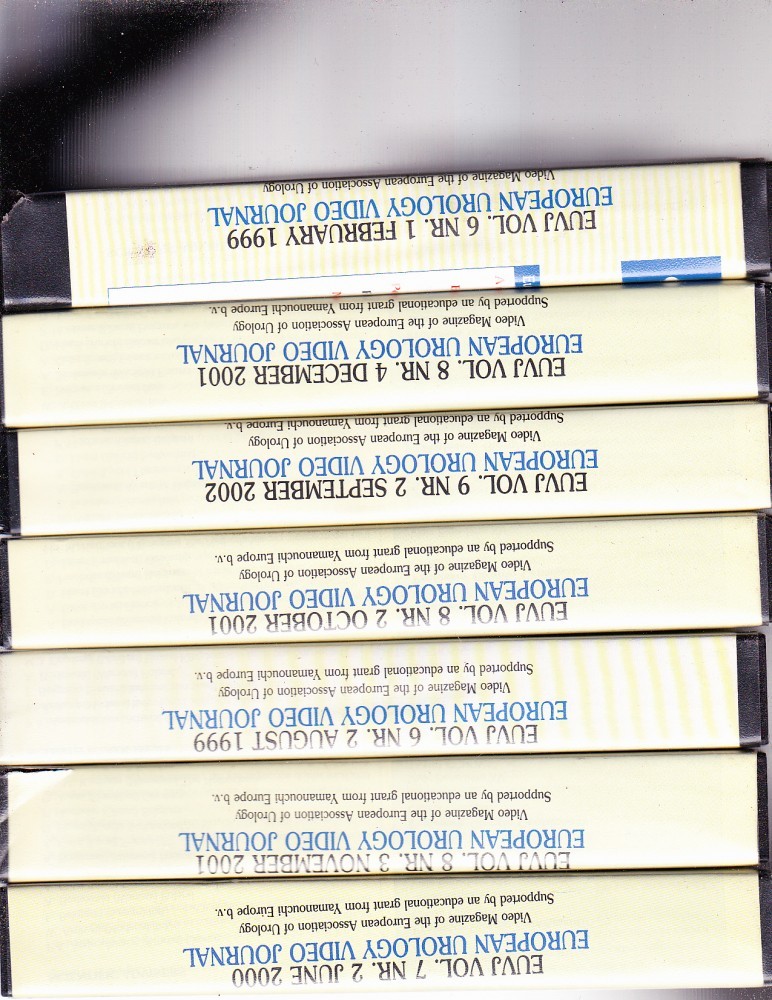 EUVJ VOL. 7 NR. 2 JUNE 2000
EUROPEAN UROLOGY VIDEO JOURNAL
Video Magazine of the European Association of Urology
Supported by an educational grant from Yamanouchi Europe b.v.
EUVJ VOL. 8 NR. 3 NOVEMBER 2001
EUROPEAN UROLOGY VIDEO JOURNAL
Video Magazine of the European Association of Urology
Supported by an educational grant from Yamanouchi Europe b.v.
EUVJ VOL. 6 NR. 2 AUGUST 1999
EUROPEAN UROLOGY VIDEO JOURNAL
Video Magazine of the European Association of Urology
Supported by an educational grant from Yamanouchi Europe b.v.
EUVJ VOL. 8 NR. 2 OCTOBER 2001
EUROPEAN UROLOGY VIDEO JOURNAL
Video Magazine of the European Association of Urology
Supported by an educational grant from Yamanouchi Europe b.v.
EUVJ VOL. 9 NR. 2 SEPTEMBER 2002
EUROPEAN UROLOGY VIDEO JOURNAL
Video Magazine of the European Association of Urology
Supported by an educational grant from Yamanouchi Europe b.v.
EUVJ VOL. 8 NR. 4 DECEMBER 2001
EUROPEAN UROLOGY VIDEO JOURNAL
Video Magazine of the European Association of Urology
Supported by an educational grant from Yamanouchi Europe b.v.
EUVJ VOL. 6 NR. 1 FEBRUARY 1999
EUROPEAN UROLOGY VIDEO JOURNAL
Video Magazine of the European Association of Urology